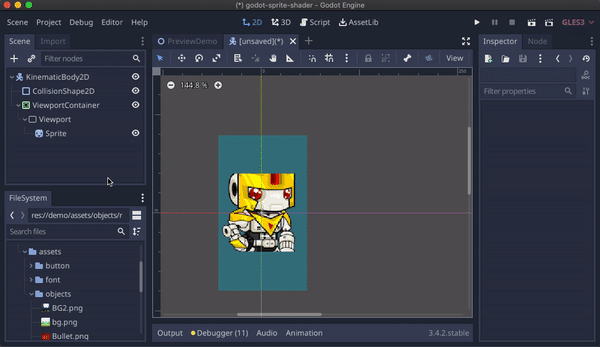 (*) godot-sprite-shader - Godot Engine
Scene Project Debug Editor Help 2D 3D Script AssetLib GLES3
Scene Import PreviewDemo [unsaved](*) Inspector Node
Filter nodes View
KinematicBody2D
CollisionShape2D
ViewportContainer
Viewport
Sprite
144.8 %
0
250
Filter properties
FileSystem
res://demo/assets/objects/r
Search files
assets
button
font
objects
BG2.png
bg.png
Bullet.png
Output Debugger (11) Audio Animation 3.4.2.stable